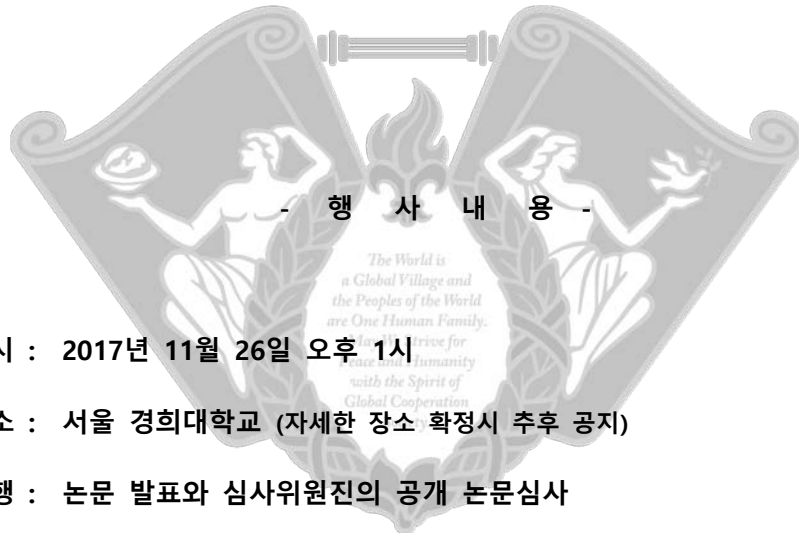 - 행 사 내 용 -
The World is
a Global Village and
the Peoples of the World
are One Human Family.
시 : 2017년 11월 26일 오후 1시
Peace and Humanity
with the Spirit of
Global Cooperation
소 : 서울 경희대학교 (자세한 장소 확정시 추후 공지)
행 : 논문 발표와 심사위원진의 공개 논문심사